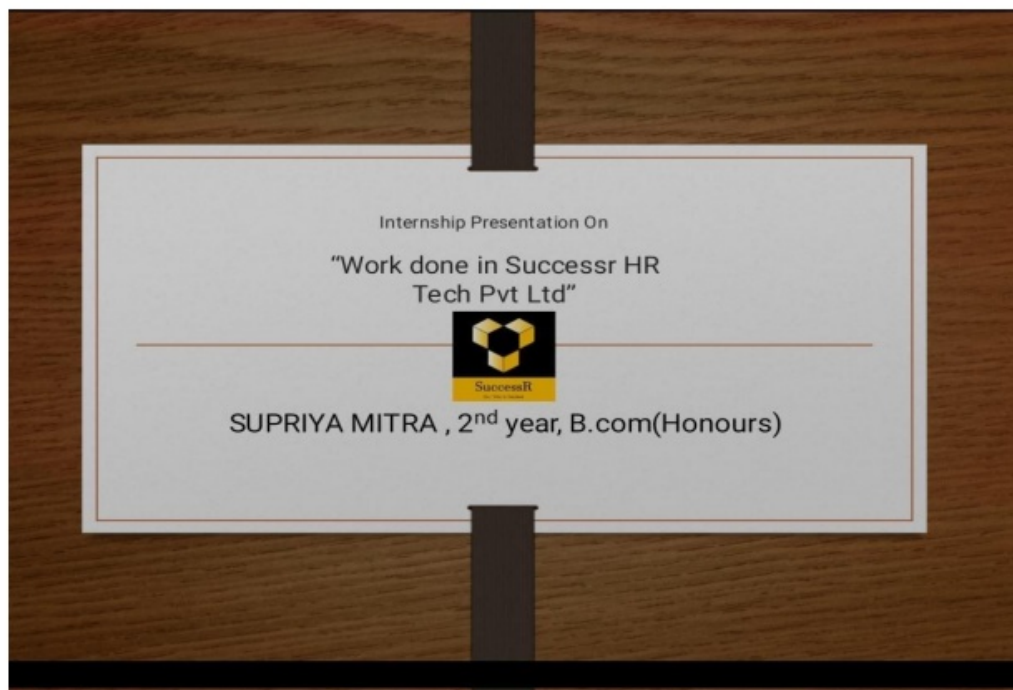 Internship Presentation On
“Work done in Successr HR
Tech Pvt Ltd”
SuccessR
SUPRIYA MITRA , 2nd year, B.com(Honours)